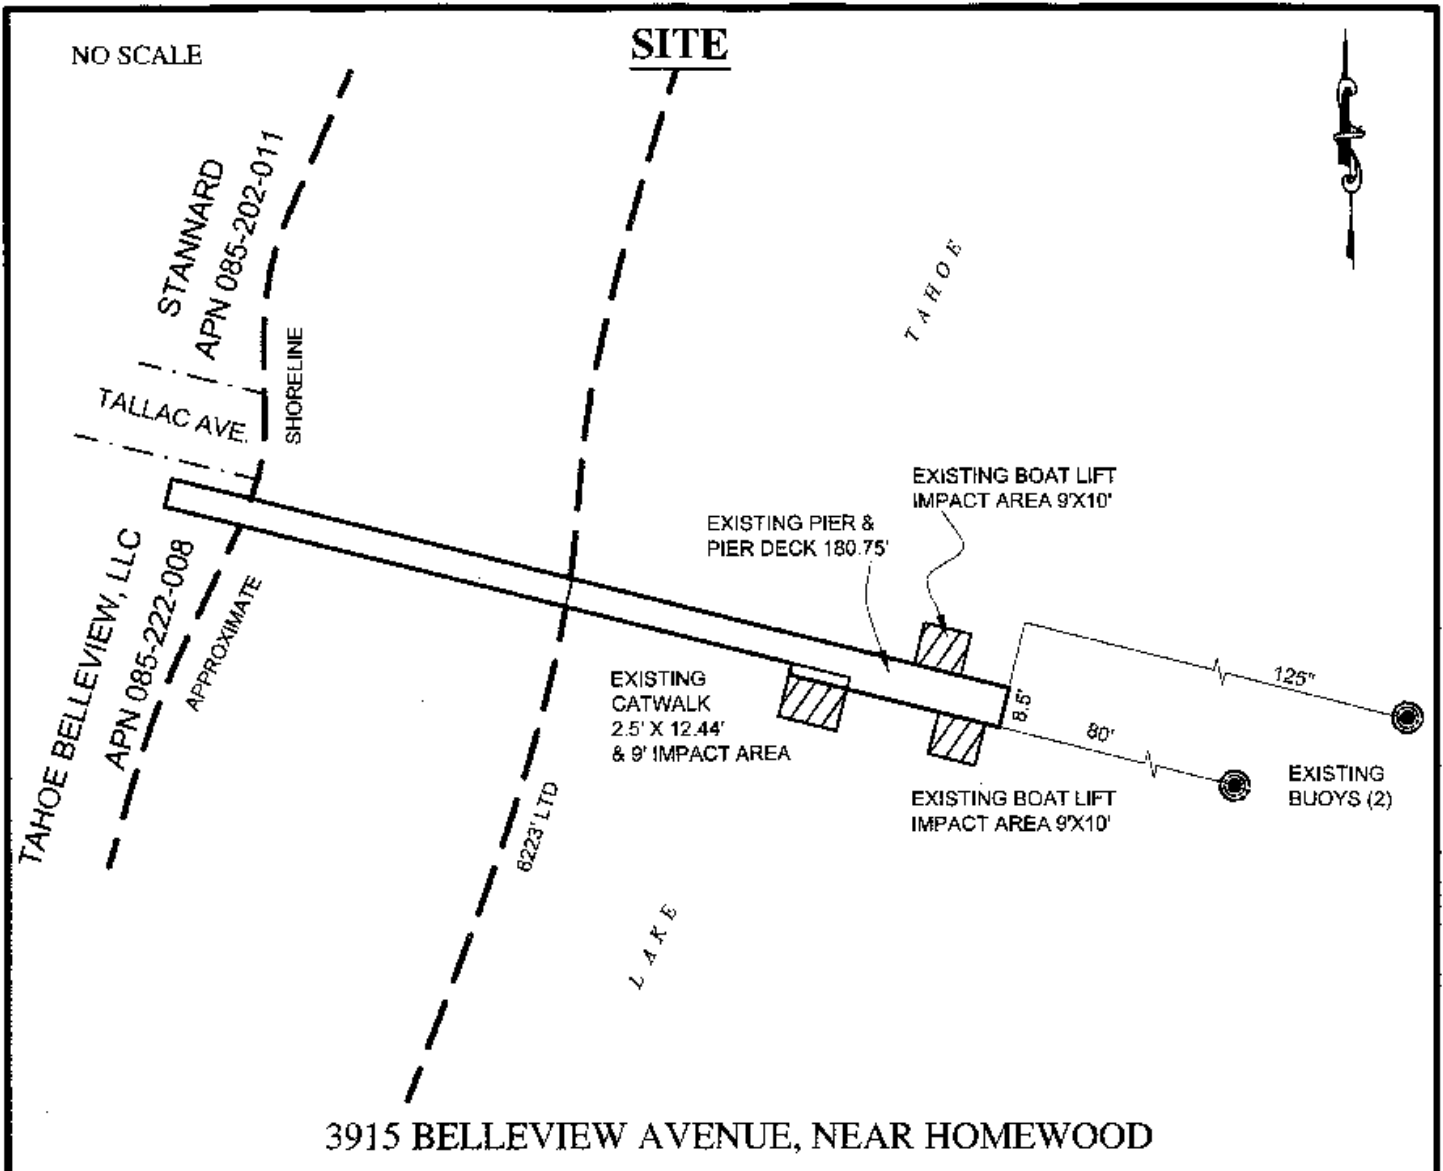 NO SCALE
SITE
STANNARD
APN 085-202-011
TALLAC AVE.
SHORELINE
TAHOE
EXISTING BOAT LIFT
IMPACT AREA 9'X10'
EXISTING PIER &
PIER DECK 180.75'
TAHOE BELLEVIEW, LLC
APN 085-222-008
APPROXIMATE
EXISTING
CATWALK
2.5' X 12.44'
& 9' IMPACT AREA
8.5'
125"
80'
EXISTING
BUOYS (2)
EXISTING BOAT LIFT
IMPACT AREA 9'X10'
6223' LTD
LAKE
3915 BELLEVIEW AVENUE, NEAR HOMEWOOD